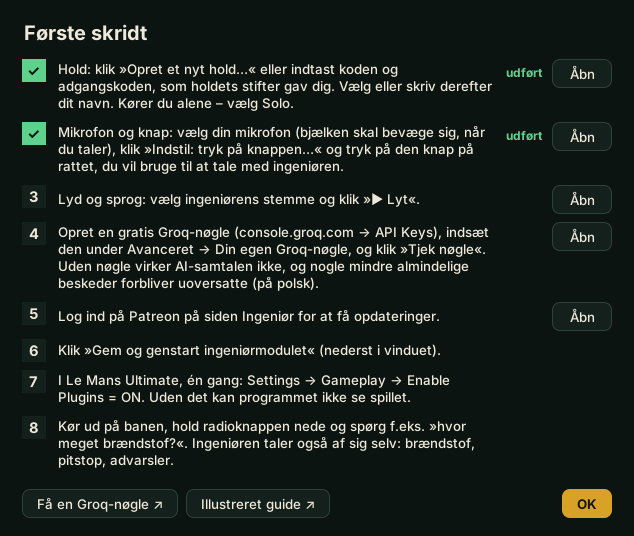 Første skridt
Hold: klik »Opret et nyt hold...« eller indtast koden og
adgangskoden, som holdets stifter gav dig. Vælg eller skriv derefter
dit navn. Kører du alene – vælg Solo.
udført
Åbn
Mikrofon og knap: vælg din mikrofon (bjælken skal bevæge sig, når
du taler), klik »Indstil: tryk på knappen...« og tryk på den knap på
rattet, du vil bruge til at tale med ingeniøren.
udført
Åbn
3
Lyd og sprog: vælg ingeniørens stemme og klik »▶ Lyt«.
Åbn
4
Opret en gratis Groq-nøgle (console.groq.com → API Keys), indsæt
den under Avanceret → Din egen Groq-nøgle, og klik »Tjek nøgle«.
Uden nøgle virker AI-samtalen ikke, og nogle mindre almindelige
beskeder forbliver uoversatte (på polsk).
Åbn
5
Log ind på Patreon på siden Ingeniør for at få opdateringer.
Åbn
6
Klik »Gem og genstart ingeniørmodulet« (nederst i vinduet).
7
I Le Mans Ultimate, én gang: Settings → Gameplay → Enable
Plugins = ON. Uden det kan programmet ikke se spillet.
8
Kør ud på banen, hold radioknappen nede og spørg f.eks. »hvor
meget brændstof?«. Ingeniøren taler også af sig selv: brændstof,
pitstop, advarsler.
Få en Groq-nøgle ↗
Illustreret guide ↗
OK